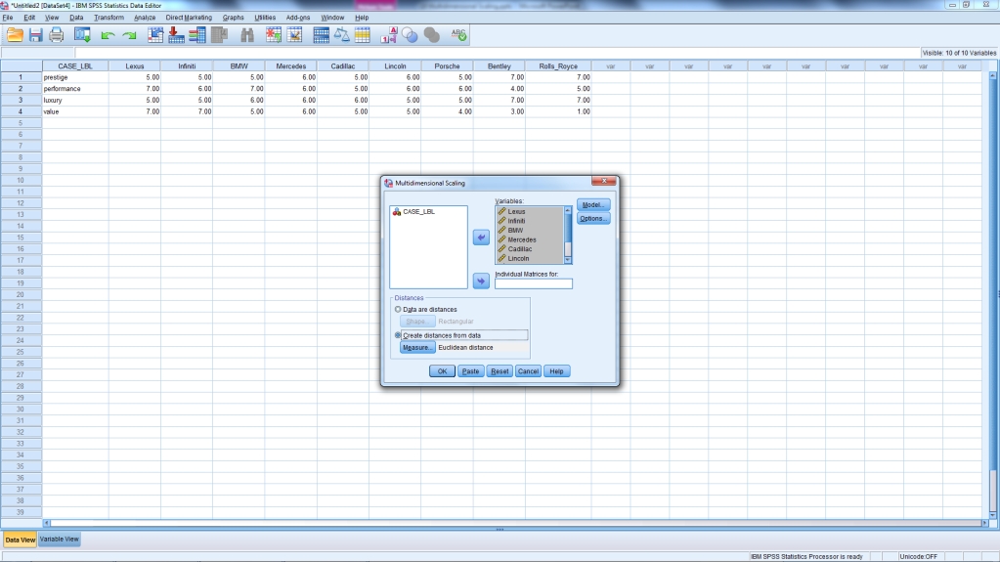 *Untitled2 [DataSet4] - IBM SPSS Statistics Data Editor
File Edit View Data Transform Analyze Direct Marketing Graphs Utilities Add-ons Window Help
Visible: 10 of 10 Variables
CASE_LBL Lexus Infiniti BMW Mercedes Cadillac Lincoln Porsche Bentley Rolls_Royce var var var var var var var var var var
1 prestige 5.00 5.00 5.00 6.00 5.00 6.00 5.00 7.00 7.00
2 performance 7.00 6.00 7.00 6.00 5.00 6.00 6.00 4.00 5.00
3 luxury 5.00 5.00 6.00 6.00 6.00 5.00 5.00 7.00 7.00
4 value 7.00 7.00 5.00 6.00 5.00 5.00 4.00 3.00 1.00
5
6
7
8
9
10
11
12
13
14
15
16
17
18
19
20
21
22
23
24
25
26
27
28
29
30
31
32
33
34
35
36
37
38
39
Multidimensional Scaling
CASE_LBL
Variables:
Lexus
Infiniti
BMW
Mercedes
Cadillac
Lincoln
Model...
Options...
Individual Matrices for:
Distances
Data are distances
Shape... Rectangular
Create distances from data
Measure... Euclidean distance
OK Paste Reset Cancel Help
Data View Variable View
IBM SPSS Statistics Processor is ready Unicode:OFF